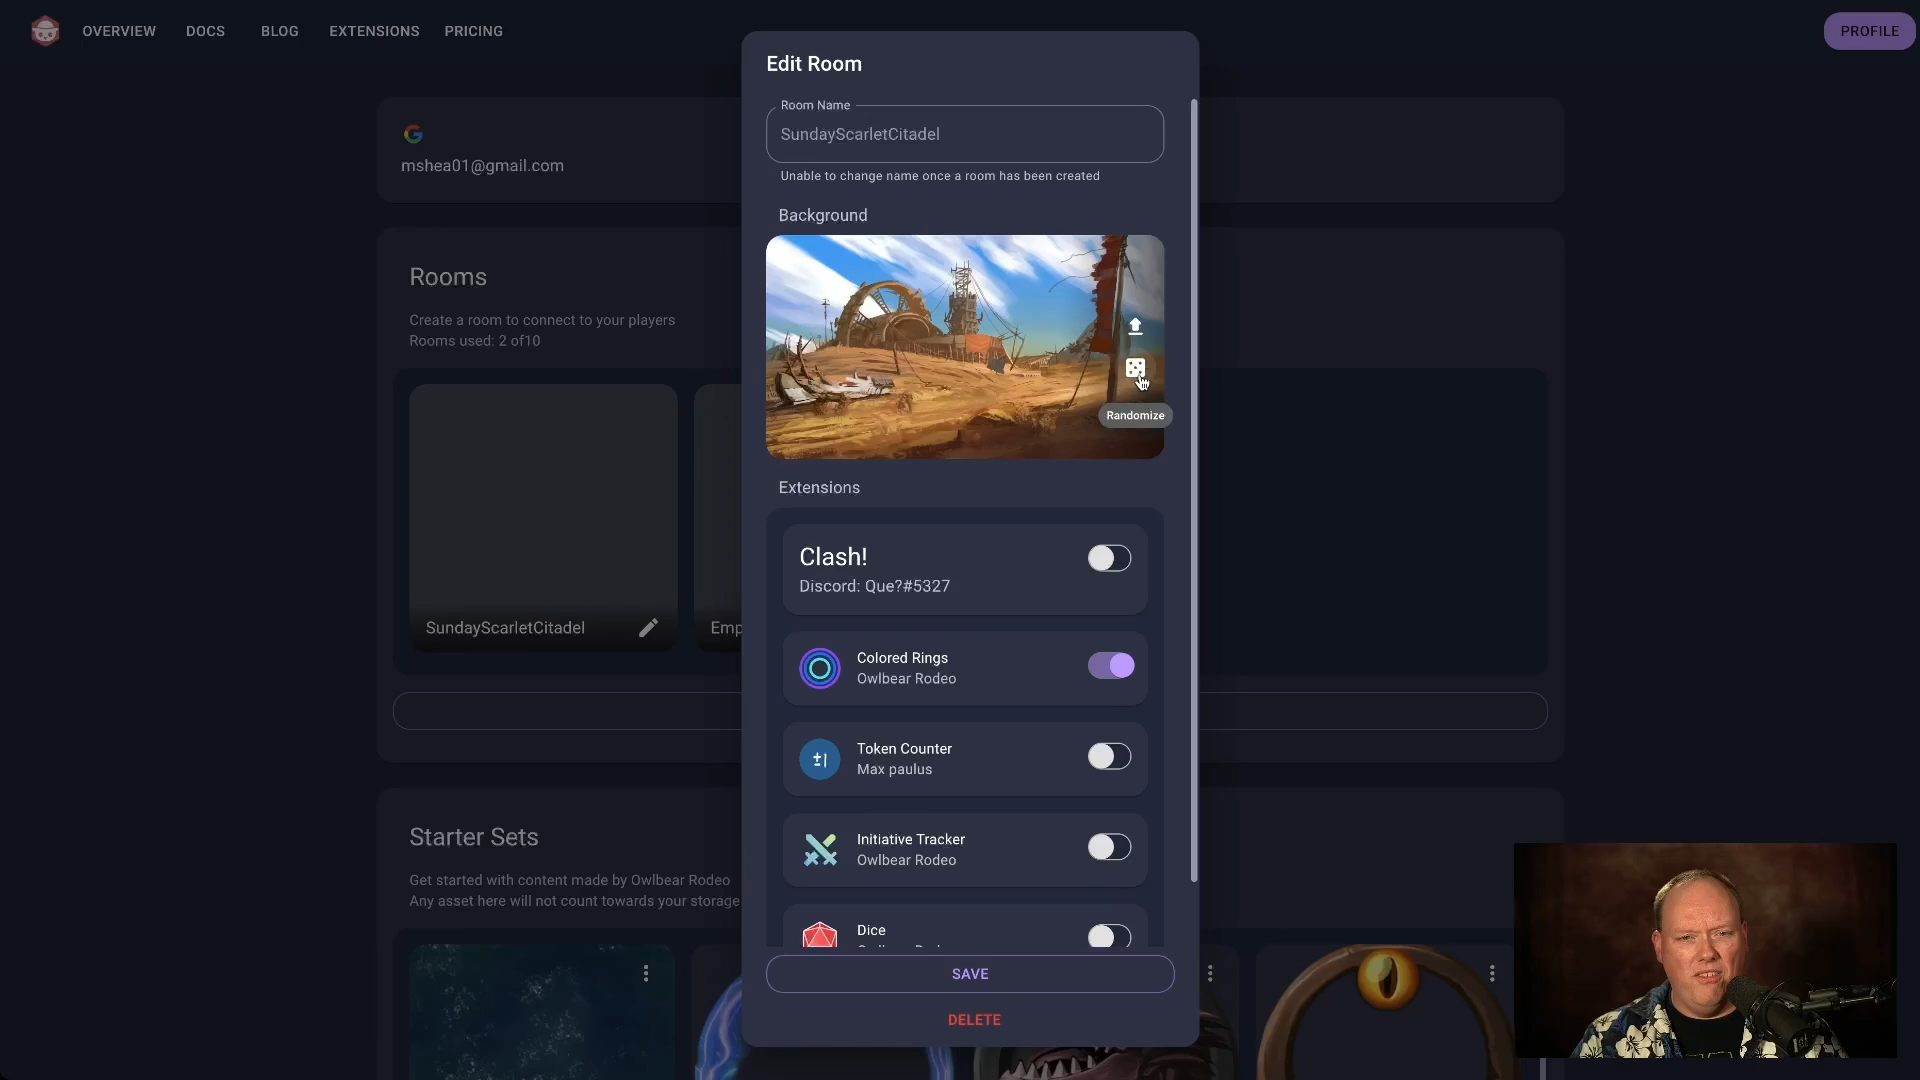 OVERVIEW
DOCS
BLOG
EXTENSIONS
PRICING
PROFILE
mshea01@gmail.com
Rooms
Create a room to connect to your players
Rooms used: 2 of10
SundayScarletCitadel
Emp
Starter Sets
Get started with content made by Owlbear Rodeo
Any asset here will not count towards your storage
Edit Room
Room Name
SundayScarletCitadel
Unable to change name once a room has been created
Background
Randomize
Extensions
Clash!
Discord: Que?#5327
Colored Rings
Owlbear Rodeo
Token Counter
Max paulus
Initiative Tracker
Owlbear Rodeo
Dice
SAVE
DELETE